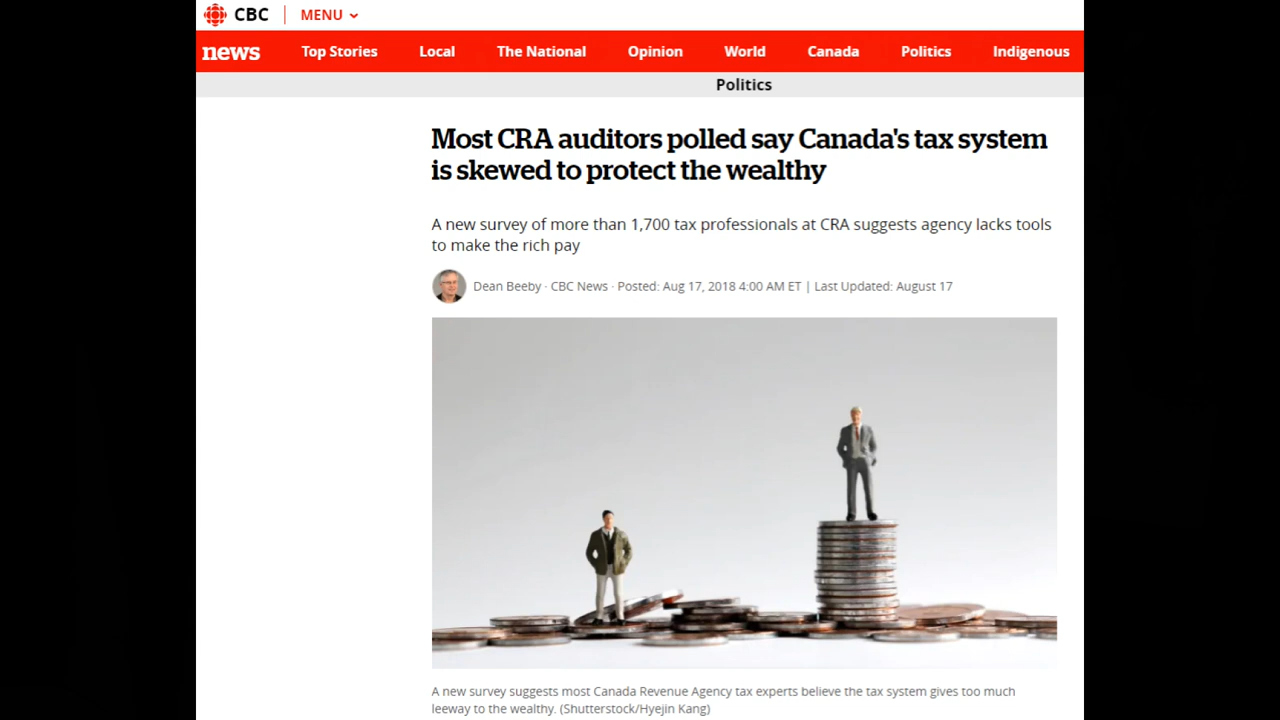 CBC MENU
news Top Stories Local The National Opinion World Canada Politics Indigenous
Politics
Most CRA auditors polled say Canada's tax system
is skewed to protect the wealthy
A new survey of more than 1,700 tax professionals at CRA suggests agency lacks tools
to make the rich pay
Dean Beeby · CBC News · Posted: Aug 17, 2018 4:00 AM ET | Last Updated: August 17
A new survey suggests most Canada Revenue Agency tax experts believe the tax system gives too much
leeway to the wealthy. (Shutterstock/Hyejin Kang)